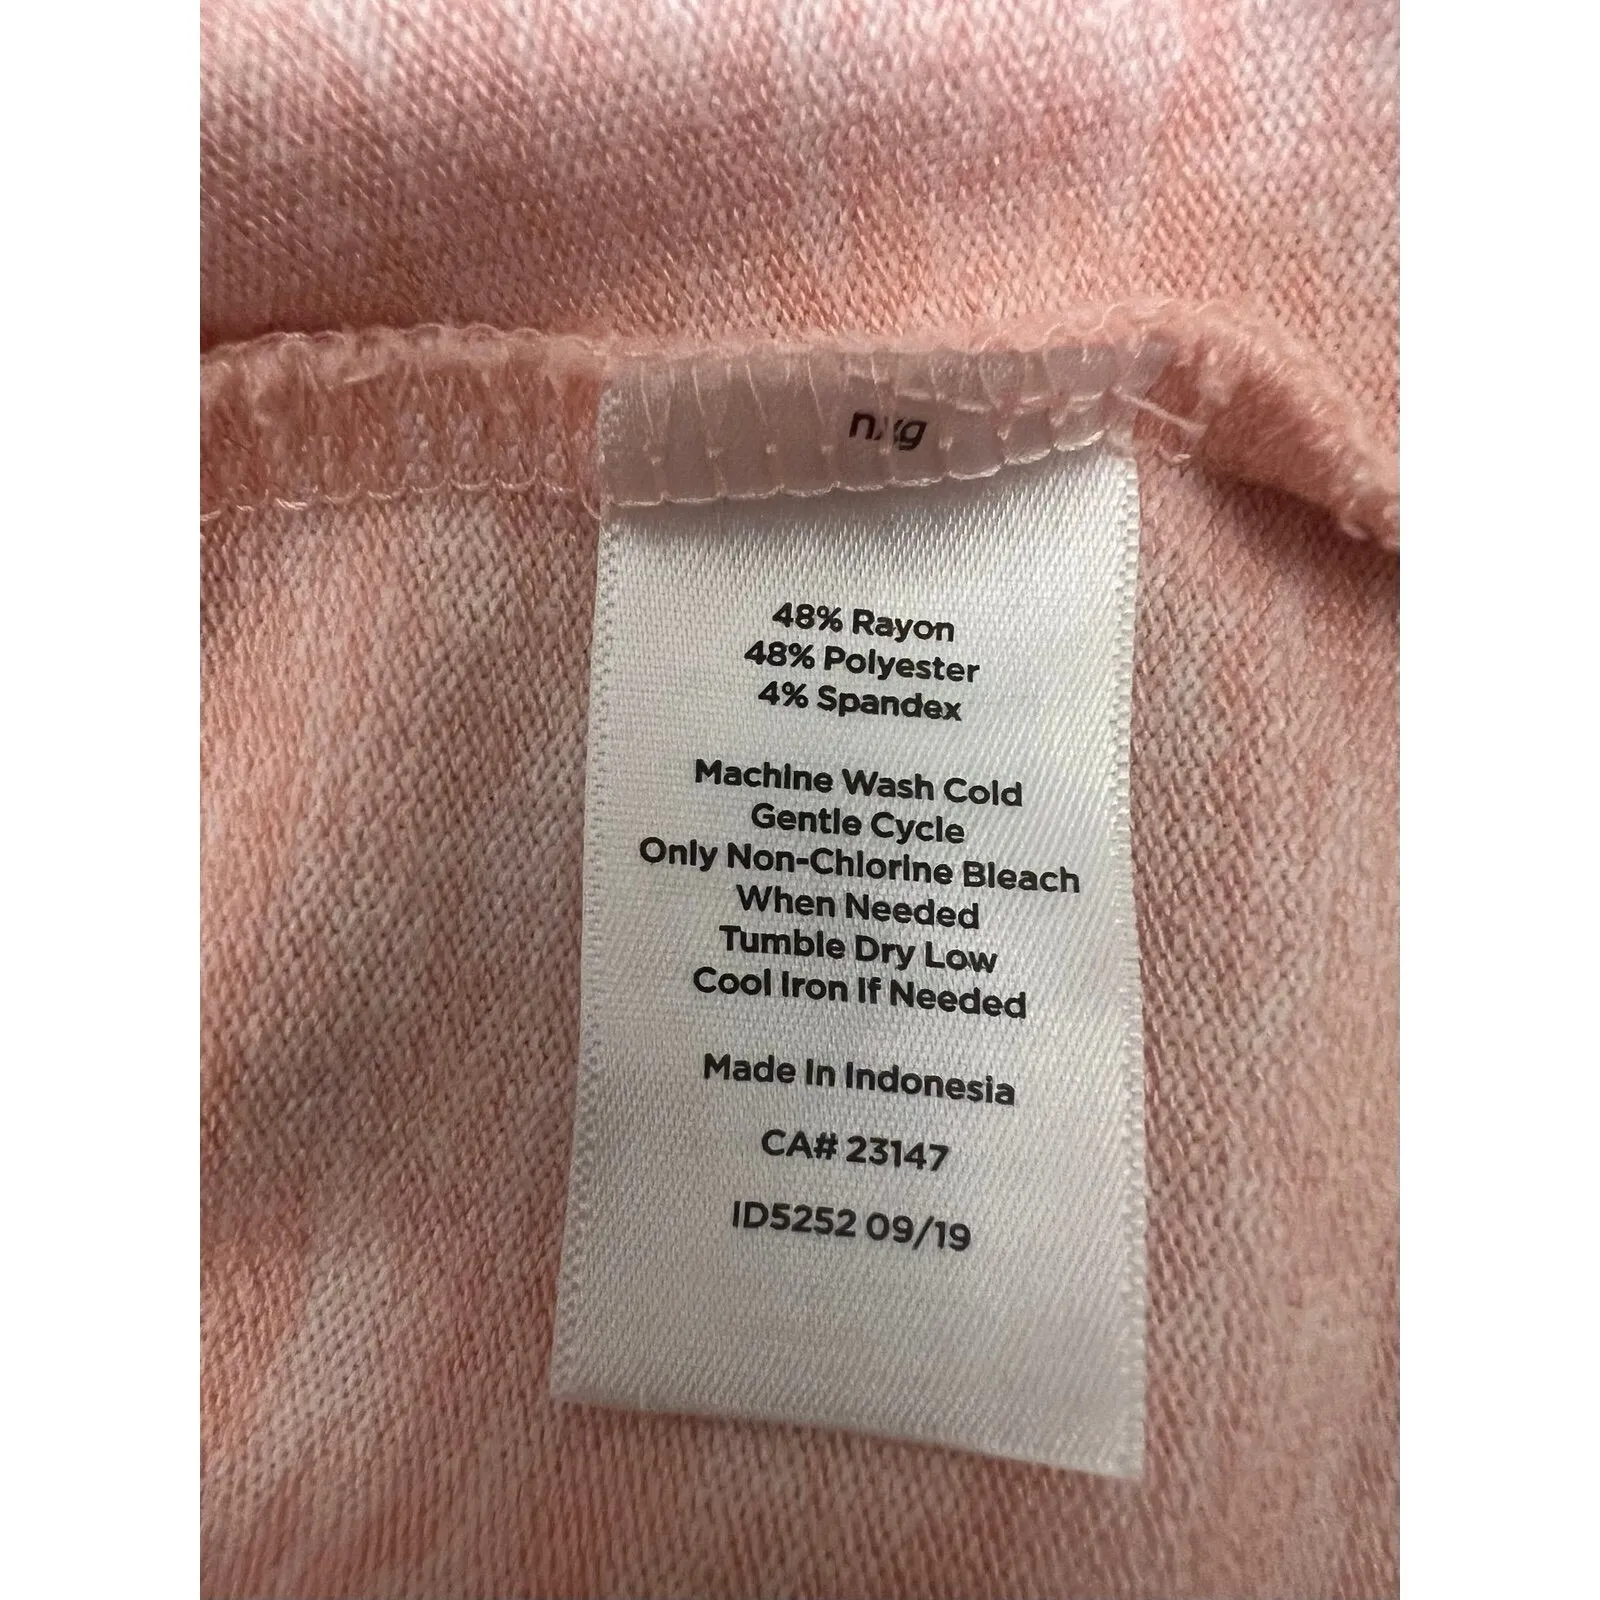 48% Rayon
48% Polyester
4% Spandex
Machine Wash Cold
Gentle Cycle
Only Non-Chlorine Bleach
When Needed
Tumble Dry Low
Cool Iron If Needed
Made In Indonesia
CA# 23147
ID5252 09/19